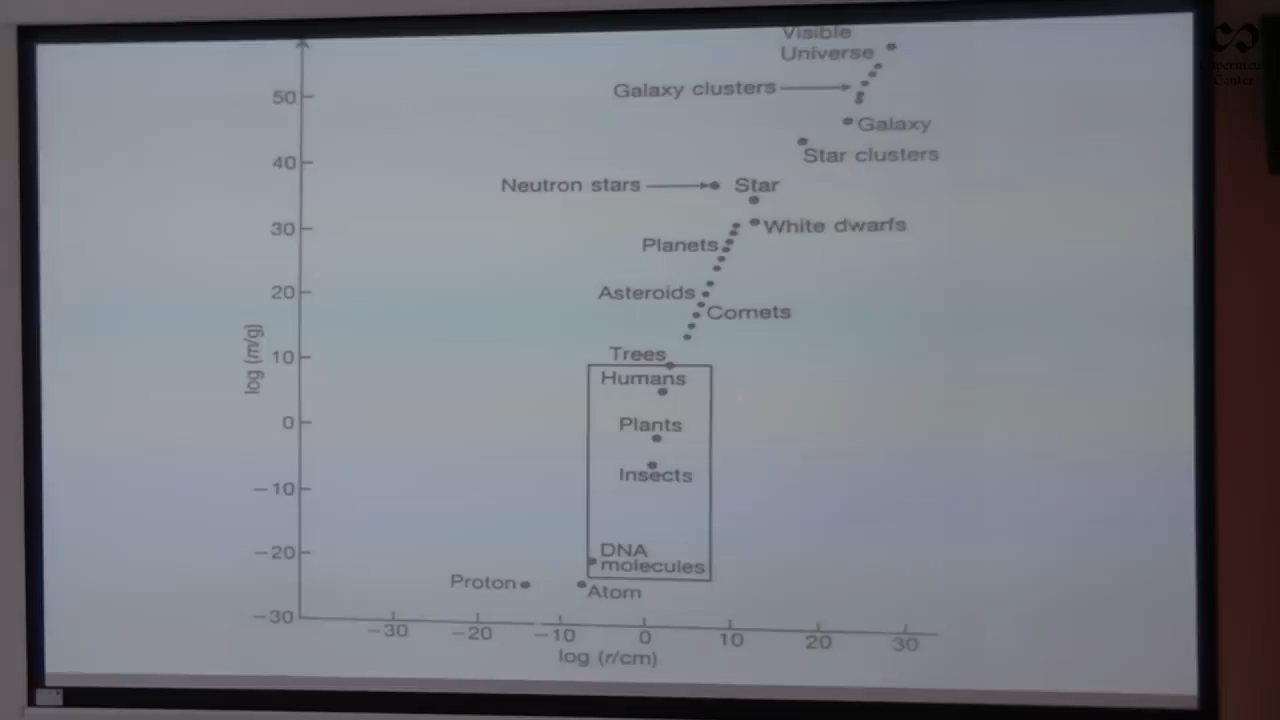 Visible
Universe
Galaxy clusters
Galaxy
Star clusters
Neutron stars
Star
White dwarfs
Planets
Asteroids
Comets
Trees
Humans
Plants
Insects
DNA
molecules
Proton
Atom
50
40
30
20
10
0
−10
−20
−30
log (m/g)
−30 −20 −10 0 10 20 30
log (r/cm)
Center